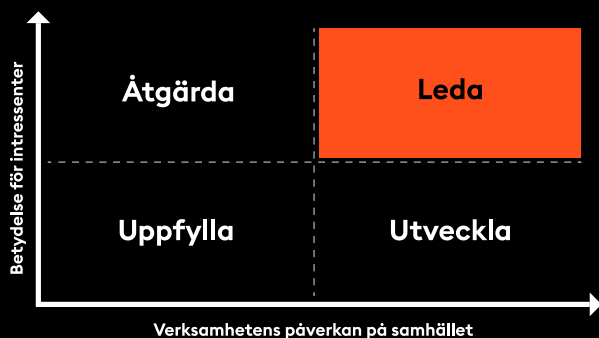 Betydelse för intressenter
Åtgärda
Leda
Uppfylla
Utveckla
Verksamhetens påverkan på samhället